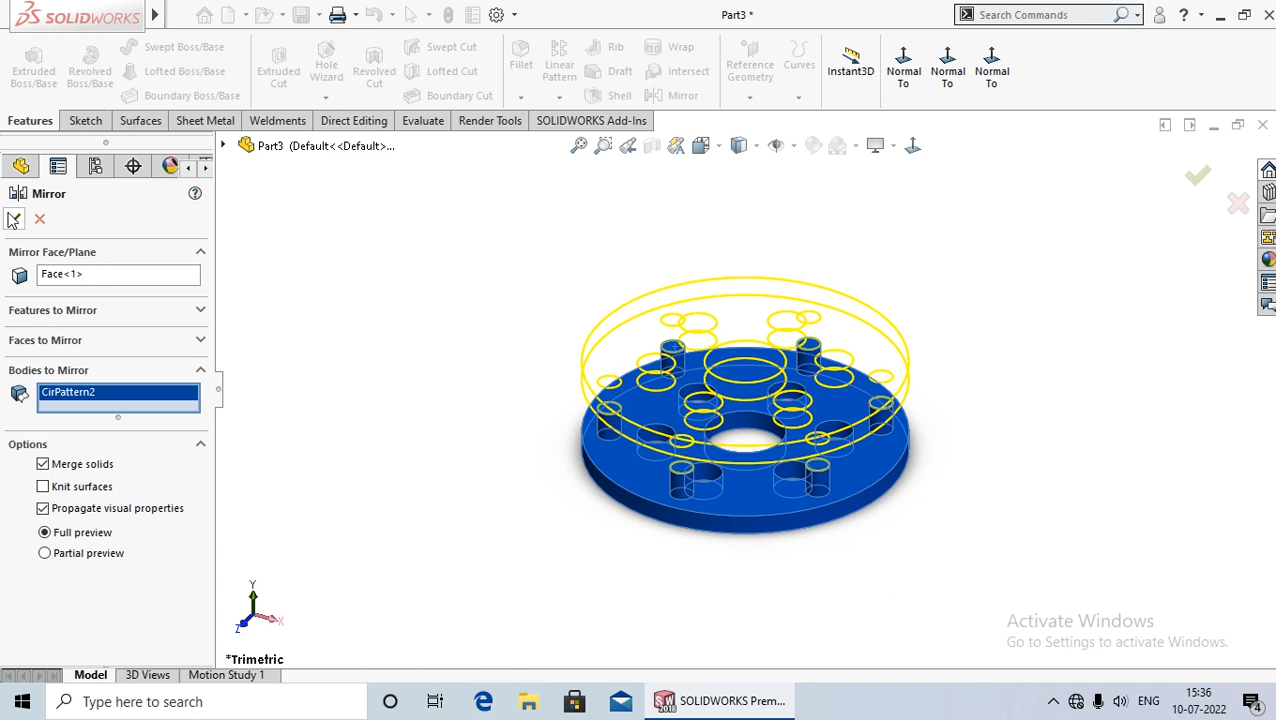 SOLIDWORKS
Part3 *
Search Commands
Extruded Boss/Base
Revolved Boss/Base
Swept Boss/Base
Lofted Boss/Base
Boundary Boss/Base
Extruded Cut
Hole Wizard
Revolved Cut
Swept Cut
Lofted Cut
Boundary Cut
Fillet
Linear Pattern
Rib
Draft
Shell
Wrap
Intersect
Mirror
Reference Geometry
Curves
Instant3D
Normal To
Normal To
Normal To
Features
Sketch
Surfaces
Sheet Metal
Weldments
Direct Editing
Evaluate
Render Tools
SOLIDWORKS Add-Ins
Part3 (Default<<Default>...
Mirror
Mirror Face/Plane
Face<1>
Features to Mirror
Faces to Mirror
Bodies to Mirror
CirPattern2
Options
Merge solids
Knit surfaces
Propagate visual properties
Full preview
Partial preview
Y
X
Z
*Trimetric
Activate Windows
Go to Settings to activate Windows.
Model
3D Views
Motion Study 1
Type here to search
SOLIDWORKS Prem...
ENG
15:36
10-07-2022
4